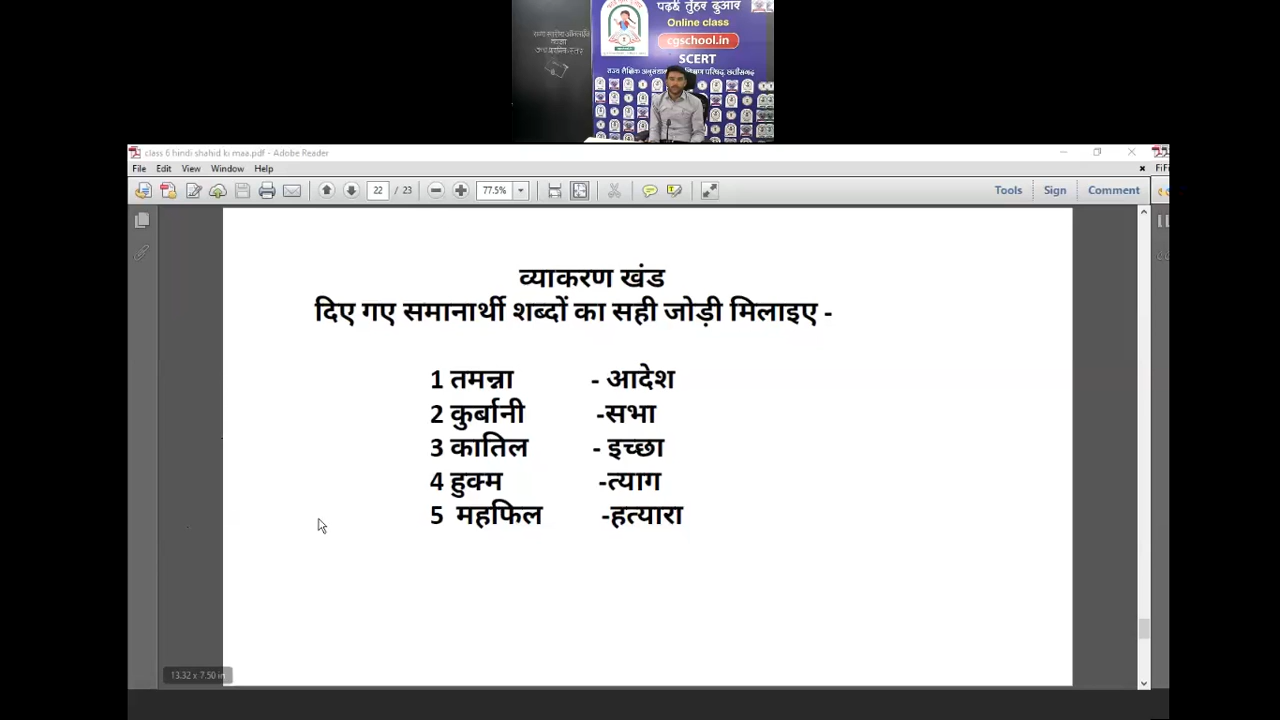 पढ़ई तुंहर दुआर
Online class
cgschool.in
SCERT
class 6 hindi shahid ki maa.pdf - Adobe Reader
File Edit View Window Help
22 / 23 77.5% Tools Sign Comment
व्याकरण खंड
दिए गए समानार्थी शब्दों का सही जोड़ी मिलाइए -
1 तमन्ना - आदेश
2 कुर्बानी -सभा
3 कातिल - इच्छा
4 हुक्म -त्याग
5 महफिल -हत्यारा
13.32 x 7.50 in